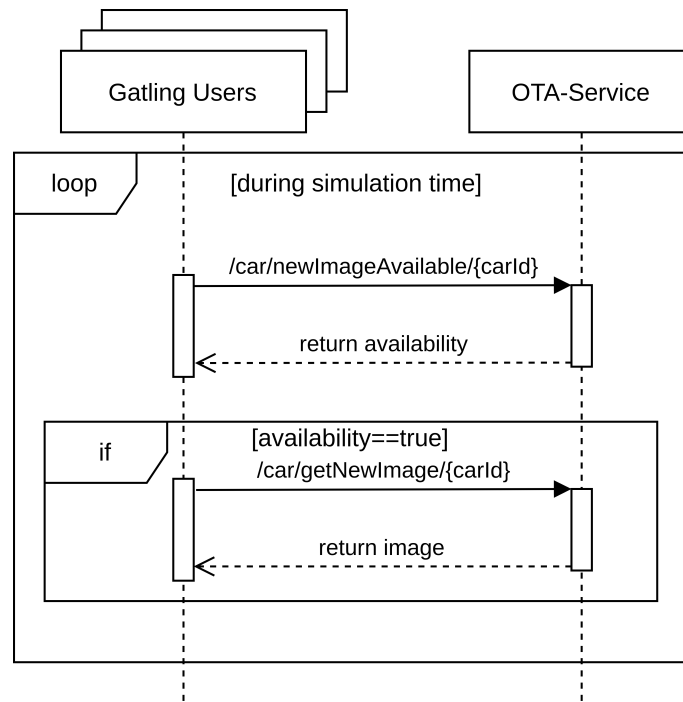 Gatling Users
OTA-Service
loop
[during simulation time]
/car/newImageAvailable/{carId}
return availability
if
[availability==true]
/car/getNewImage/{carId}
return image